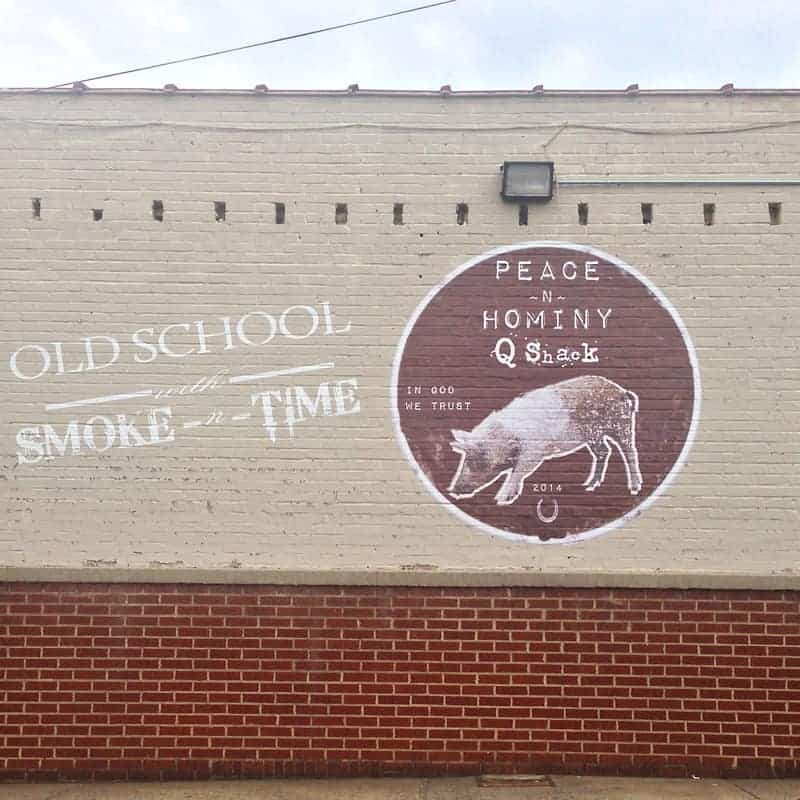 OLD SCHOOL
with
SMOKE -n- TIME
PEACE
~N~
HOMINY
Q Shack
IN GOD
WE TRUST
2014